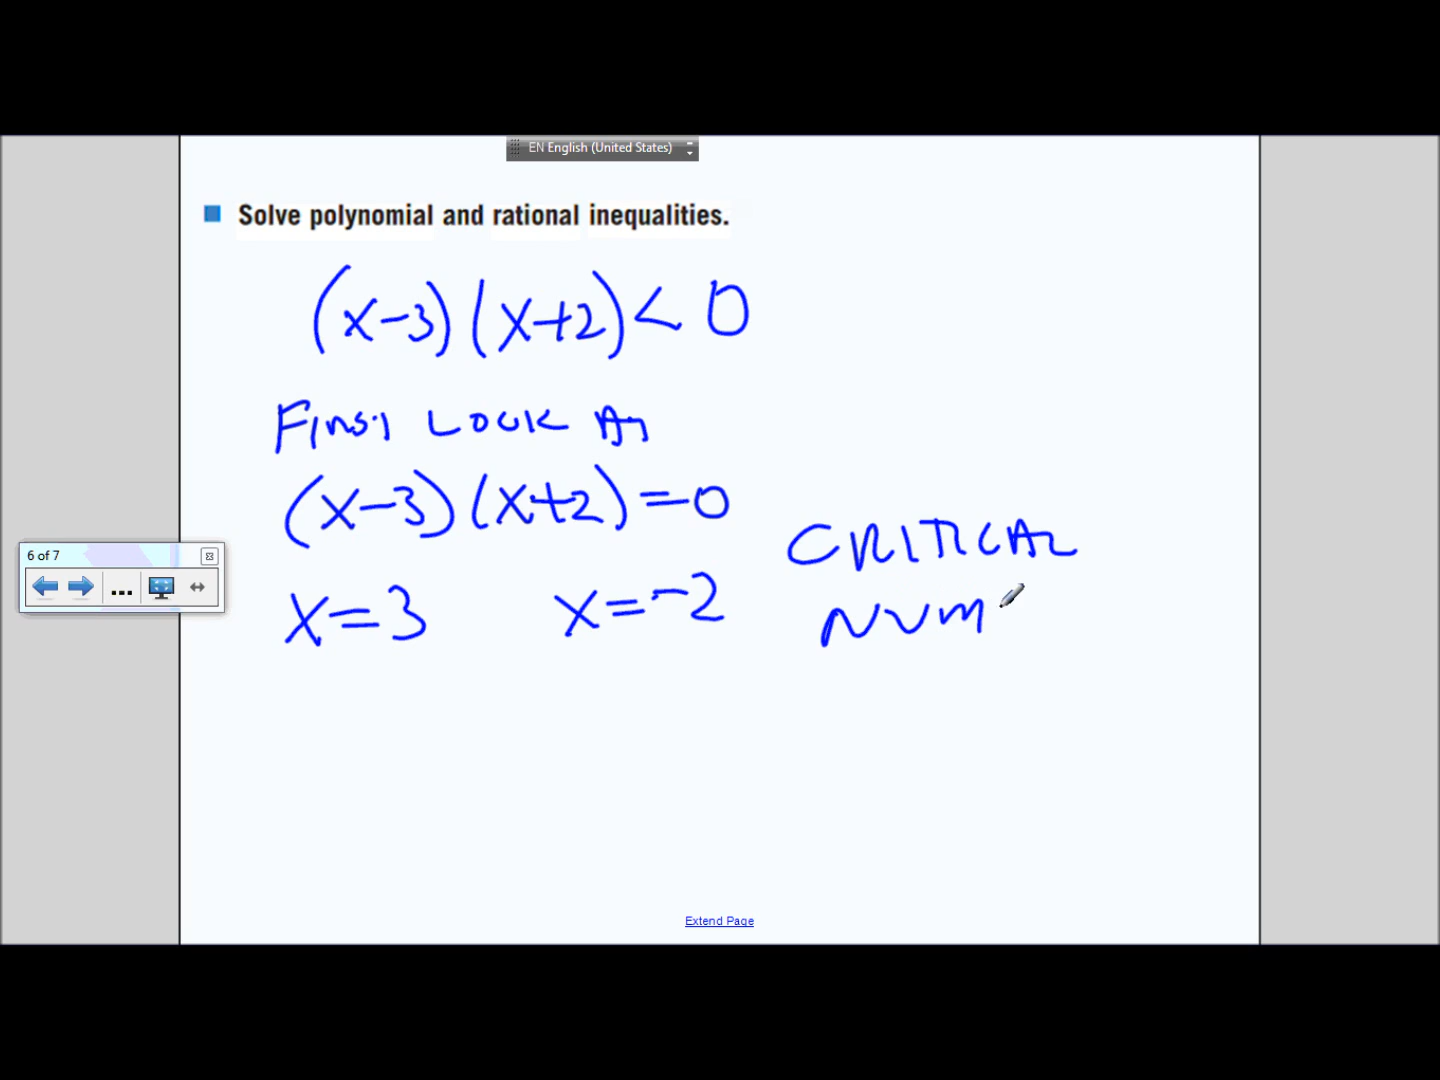 EN English (United States)
Solve polynomial and rational inequalities.
(x-3)(x+2)< 0
FIRST LOOK AT
(x-3)(x+2)=0
CRITICAL
6 of 7
...
x=3 x=-2
NUM
Extend Page